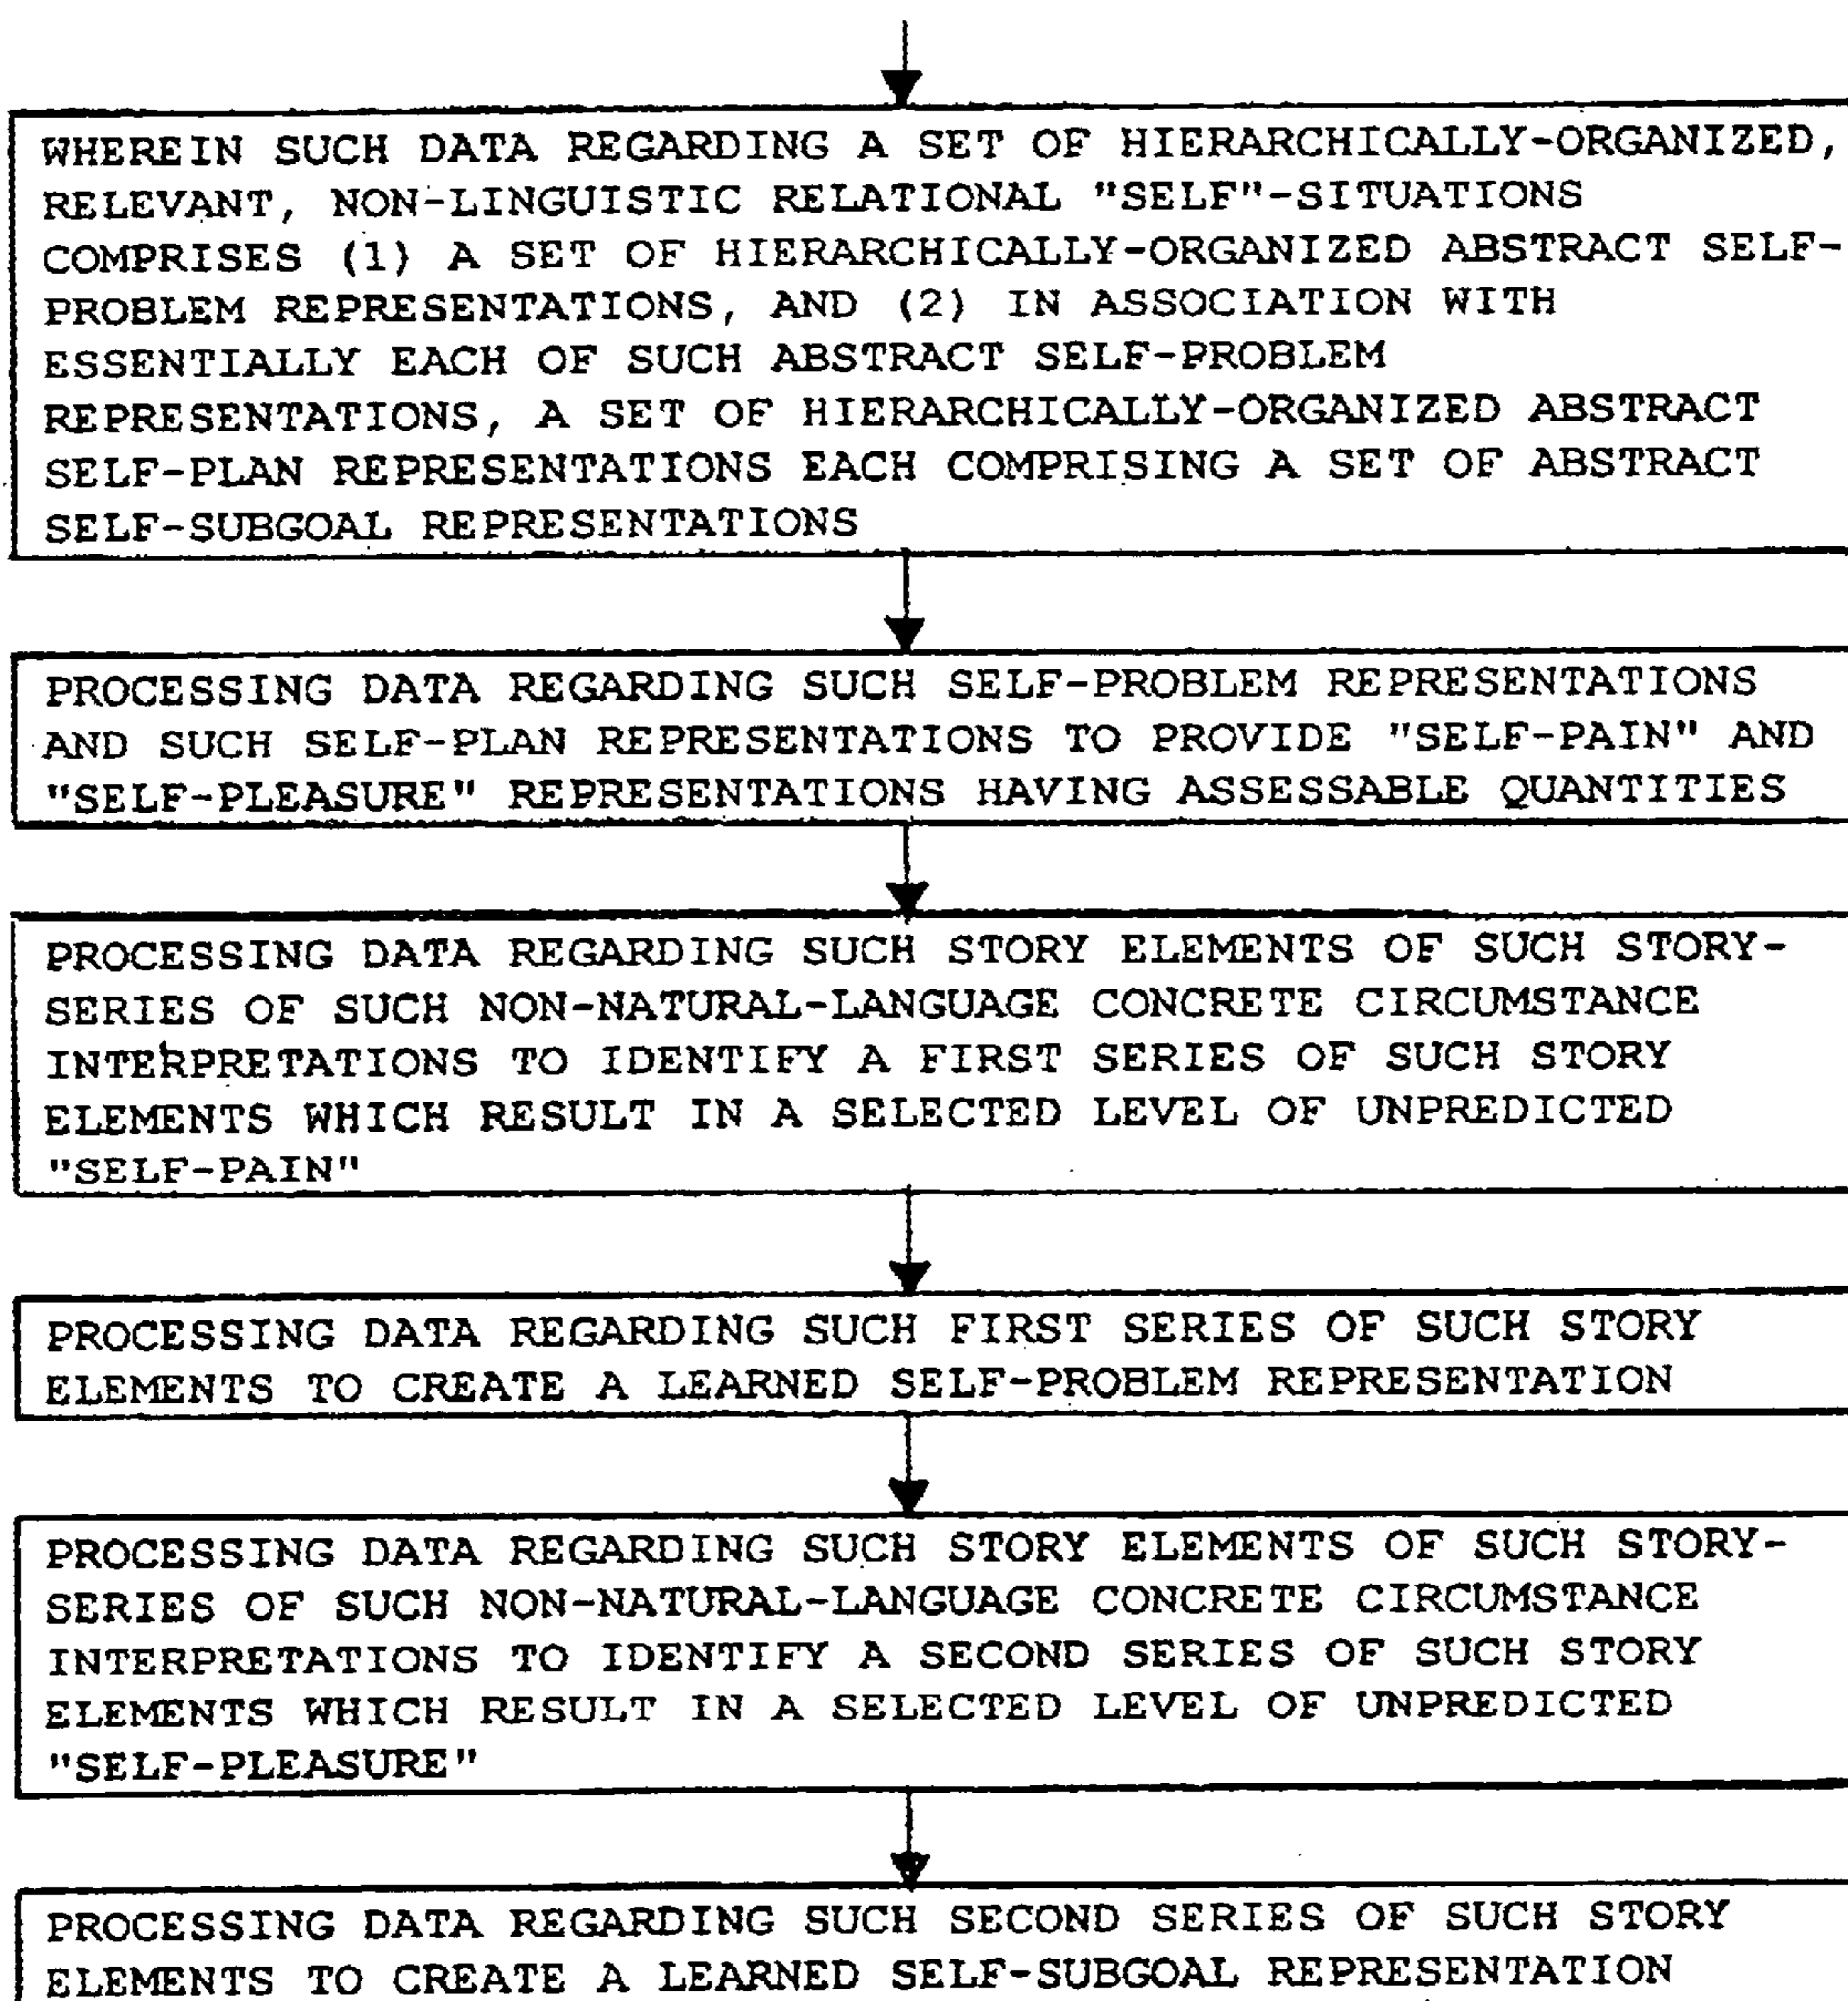 WHEREIN SUCH DATA REGARDING A SET OF HIERARCHICALLY-ORGANIZED,
RELEVANT, NON-LINGUISTIC RELATIONAL "SELF"-SITUATIONS
COMPRISES (1) A SET OF HIERARCHICALLY-ORGANIZED ABSTRACT SELF-
PROBLEM REPRESENTATIONS, AND (2) IN ASSOCIATION WITH
ESSENTIALLY EACH OF SUCH ABSTRACT SELF-PROBLEM
REPRESENTATIONS, A SET OF HIERARCHICALLY-ORGANIZED ABSTRACT
SELF-PLAN REPRESENTATIONS EACH COMPRISING A SET OF ABSTRACT
SELF-SUBGOAL REPRESENTATIONS
PROCESSING DATA REGARDING SUCH SELF-PROBLEM REPRESENTATIONS
AND SUCH SELF-PLAN REPRESENTATIONS TO PROVIDE "SELF-PAIN" AND
"SELF-PLEASURE" REPRESENTATIONS HAVING ASSESSABLE QUANTITIES
PROCESSING DATA REGARDING SUCH STORY ELEMENTS OF SUCH STORY-
SERIES OF SUCH NON-NATURAL-LANGUAGE CONCRETE CIRCUMSTANCE
INTERPRETATIONS TO IDENTIFY A FIRST SERIES OF SUCH STORY
ELEMENTS WHICH RESULT IN A SELECTED LEVEL OF UNPREDICTED
"SELF-PAIN"
PROCESSING DATA REGARDING SUCH FIRST SERIES OF SUCH STORY
ELEMENTS TO CREATE A LEARNED SELF-PROBLEM REPRESENTATION
PROCESSING DATA REGARDING SUCH STORY ELEMENTS OF SUCH STORY-
SERIES OF SUCH NON-NATURAL-LANGUAGE CONCRETE CIRCUMSTANCE
INTERPRETATIONS TO IDENTIFY A SECOND SERIES OF SUCH STORY
ELEMENTS WHICH RESULT IN A SELECTED LEVEL OF UNPREDICTED
"SELF-PLEASURE"
PROCESSING DATA REGARDING SUCH SECOND SERIES OF SUCH STORY
ELEMENTS TO CREATE A LEARNED SELF-SUBGOAL REPRESENTATION